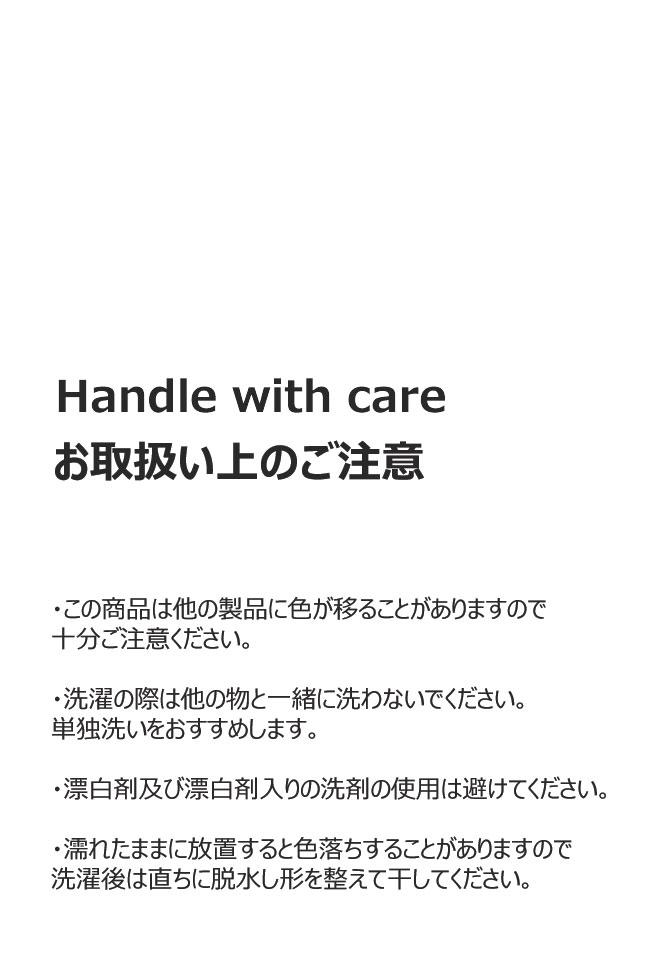 Handle with care
お取扱い上のご注意
・この商品は他の製品に色が移ることがありますので
十分ご注意ください。
・洗濯の際は他の物と一緒に洗わないでください。
単独洗いをおすすめします。
・漂白剤及び漂白剤入りの洗剤の使用は避けてください。
・濡れたままに放置すると色落ちすることがありますので
洗濯後は直ちに脱水し形を整えて干してください。